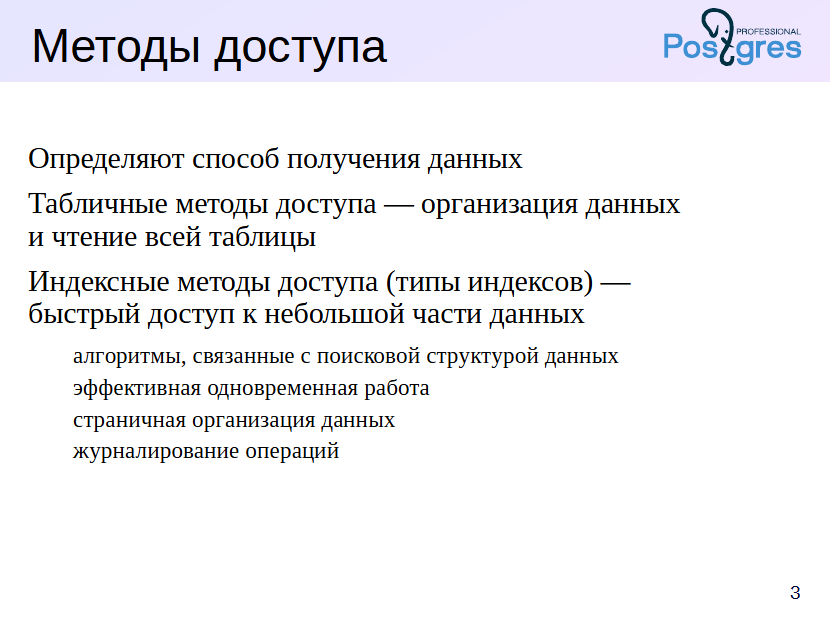 Методы доступа
PROFESSIONAL
Postgres
Определяют способ получения данных
Табличные методы доступа — организация данных
и чтение всей таблицы
Индексные методы доступа (типы индексов) —
быстрый доступ к небольшой части данных
алгоритмы, связанные с поисковой структурой данных
эффективная одновременная работа
страничная организация данных
журналирование операций
3